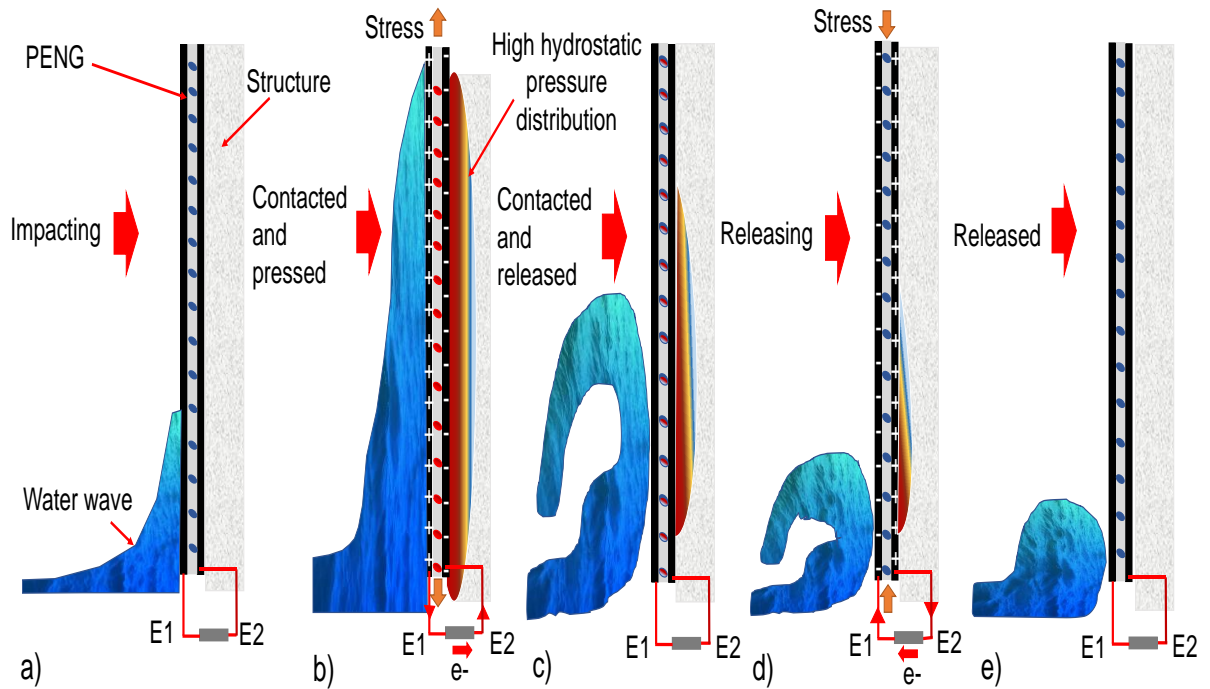 PENG
Structure
Impacting
Water wave
E1
E2
a)
Stress
High hydrostatic
pressure
distribution
Contacted
and
pressed
E1
E2
e-
b)
Contacted
and
released
E1
E2
c)
Stress
Releasing
E1
E2
e-
d)
Released
E1
E2
e)